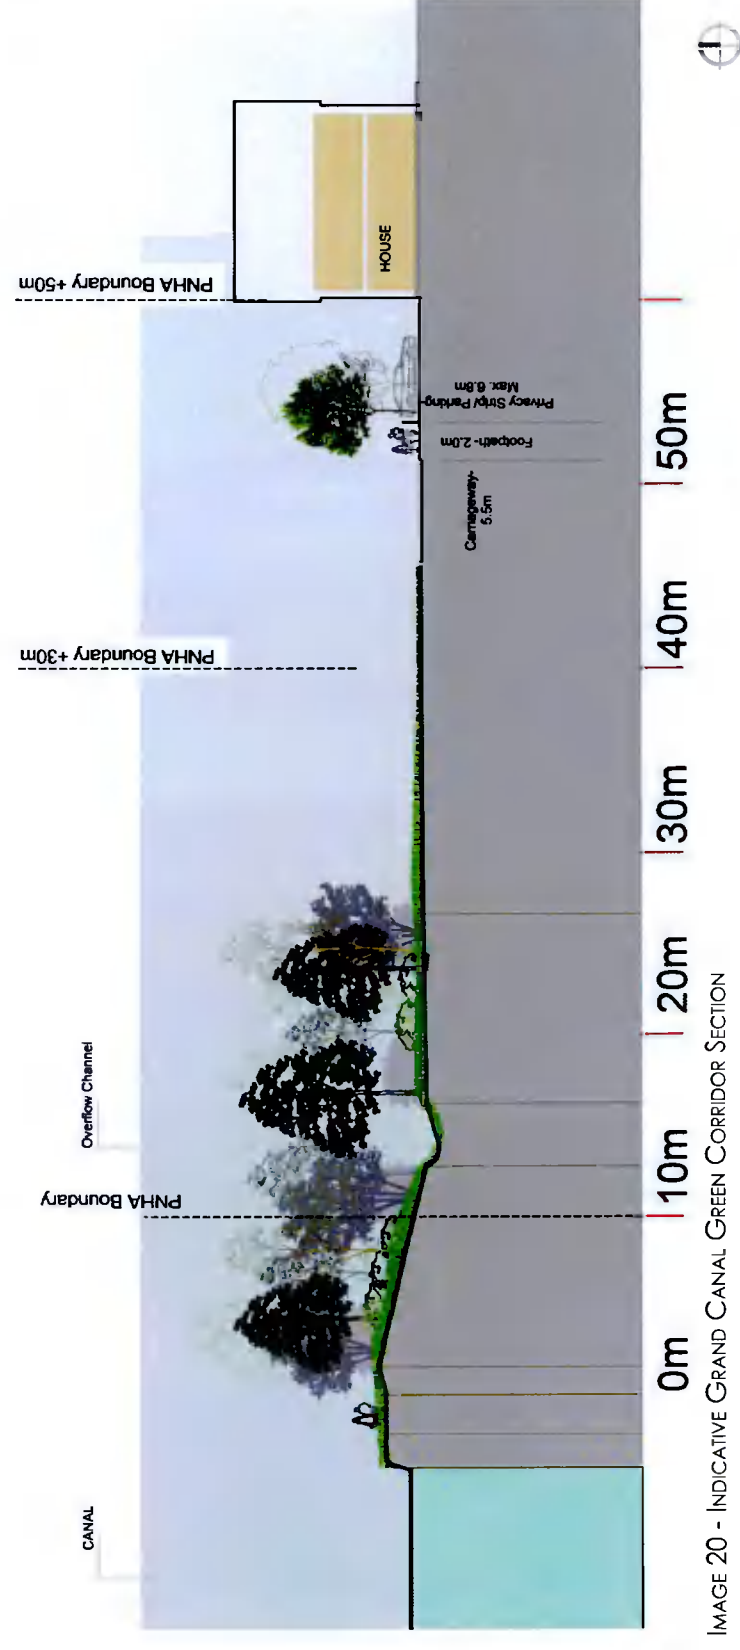 CANAL
PNHA Boundary
Overflow Channel
PNHA Boundary +30m
PNHA Boundary +50m
HOUSE
Carriageway-
5.5m
Footpath- 2.0m
Privacy Strip/ Parking
Max. 6.8m
0m
10m
20m
30m
40m
50m
IMAGE 20 - INDICATIVE GRAND CANAL GREEN CORRIDOR SECTION